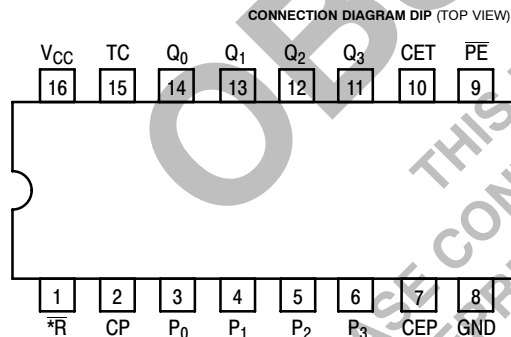 CONNECTION DIAGRAM DIP (TOP VIEW)
VCC TC Q0 Q1 Q2 Q3 CET PE
16 15 14 13 12 11 10 9
1 2 3 4 5 6 7 8
*R CP P0 P1 P2 P3 CEP GND
THIS